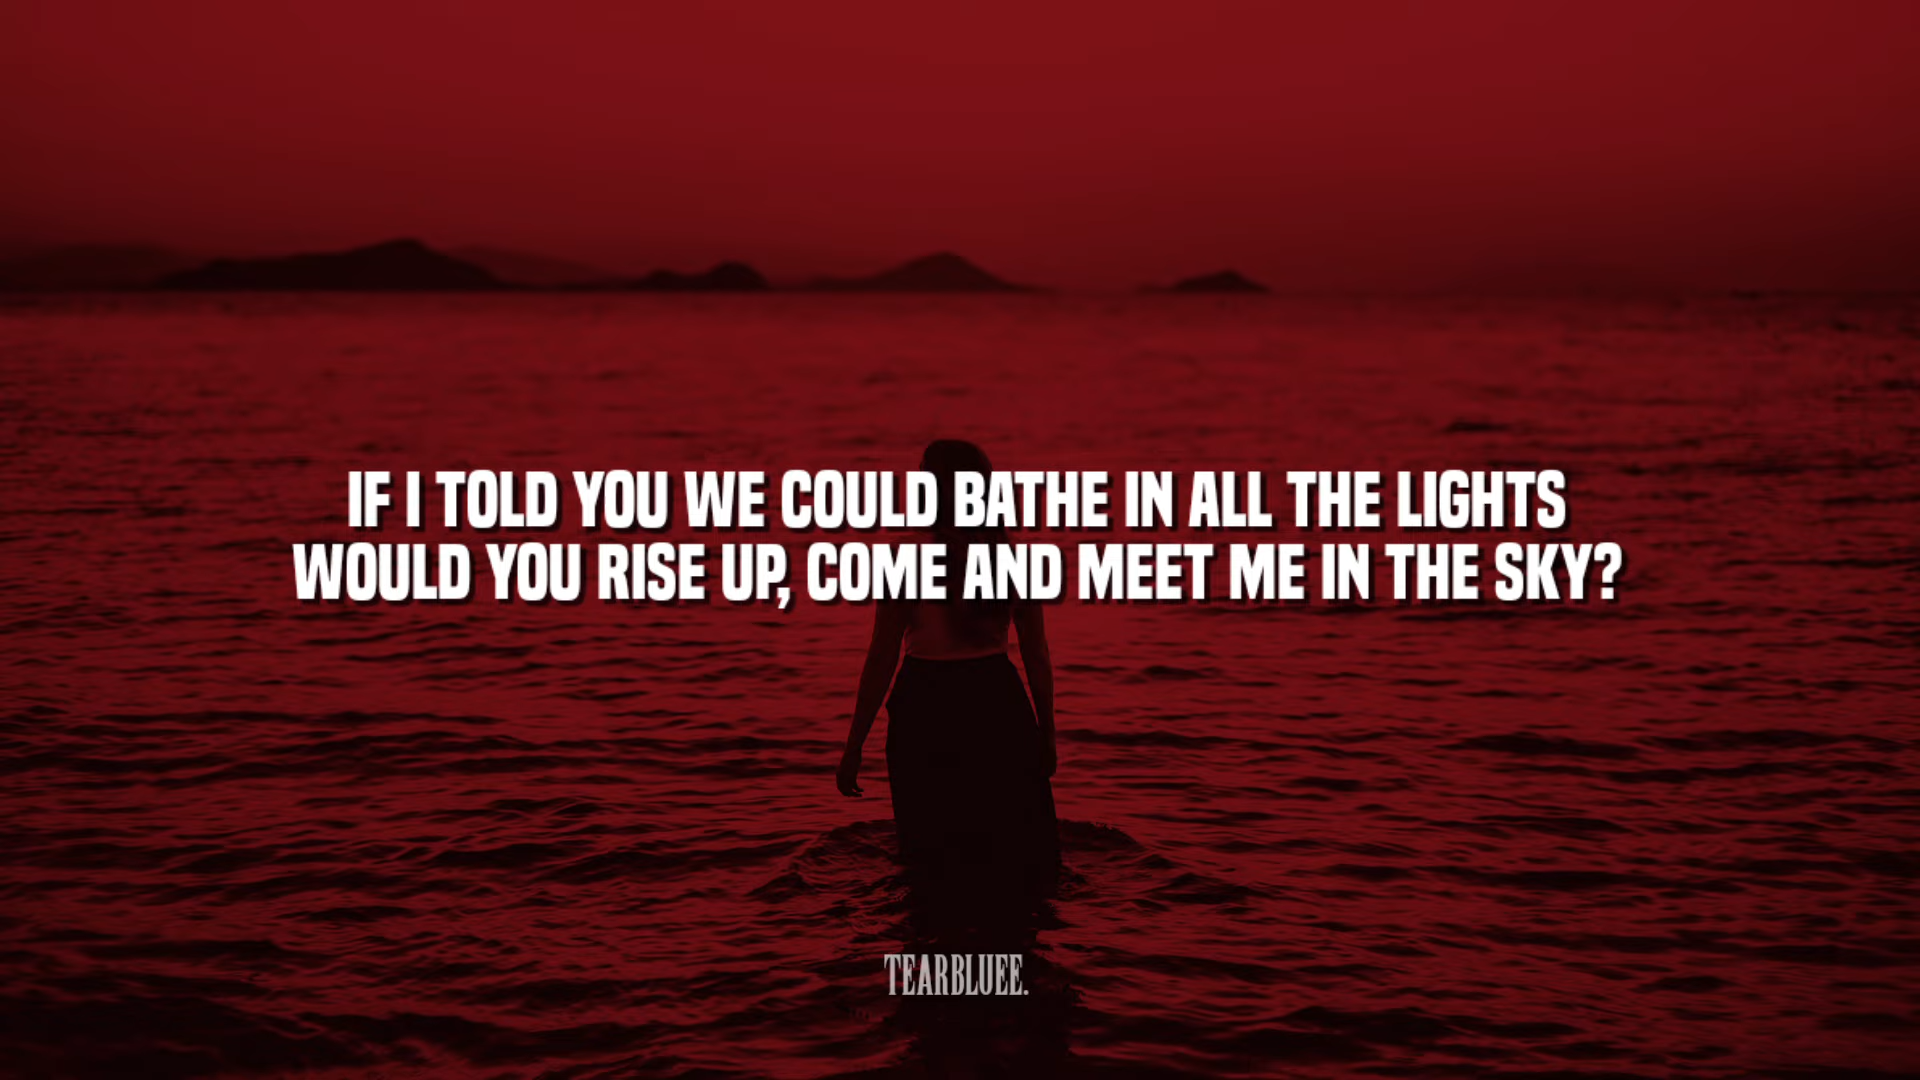 IF I TOLD YOU WE COULD BATHE IN ALL THE LIGHTS
WOULD YOU RISE UP, COME AND MEET ME IN THE SKY?
TEARBLUEE.